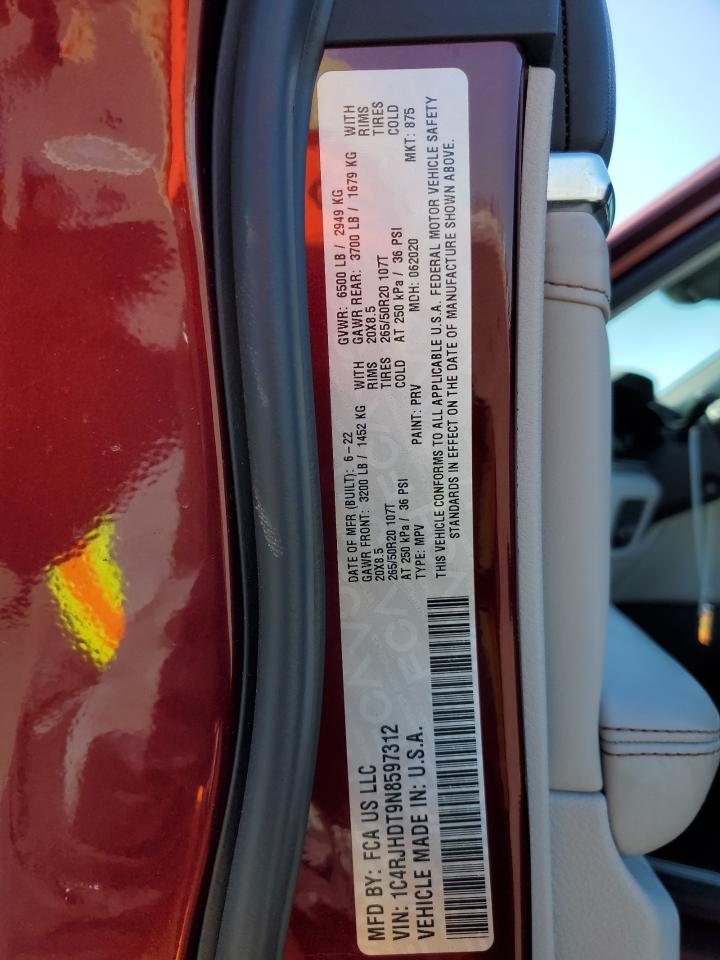 MFD BY: FCA US LLC
VIN: 1C4RJHDT9N8597312
VEHICLE MADE IN: U.S.A.
DATE OF MFR (BUILT): 6-22
GVWR: 6500 LB / 2949 KG
GAWR FRONT: 3200 LB / 1452 KG WITH
GAWR REAR: 3700 LB / 1679 KG WITH
20X8.5 RIMS
20X8.5 RIMS
265/50R20 107T TIRES
265/50R20 107T TIRES
AT 250 kPa / 36 PSI COLD
AT 250 kPa / 36 PSI COLD
TYPE: MPV PAINT: PRV MDH: 062020 MKT: 875
THIS VEHICLE CONFORMS TO ALL APPLICABLE U.S.A. FEDERAL MOTOR VEHICLE SAFETY
STANDARDS IN EFFECT ON THE DATE OF MANUFACTURE SHOWN ABOVE.